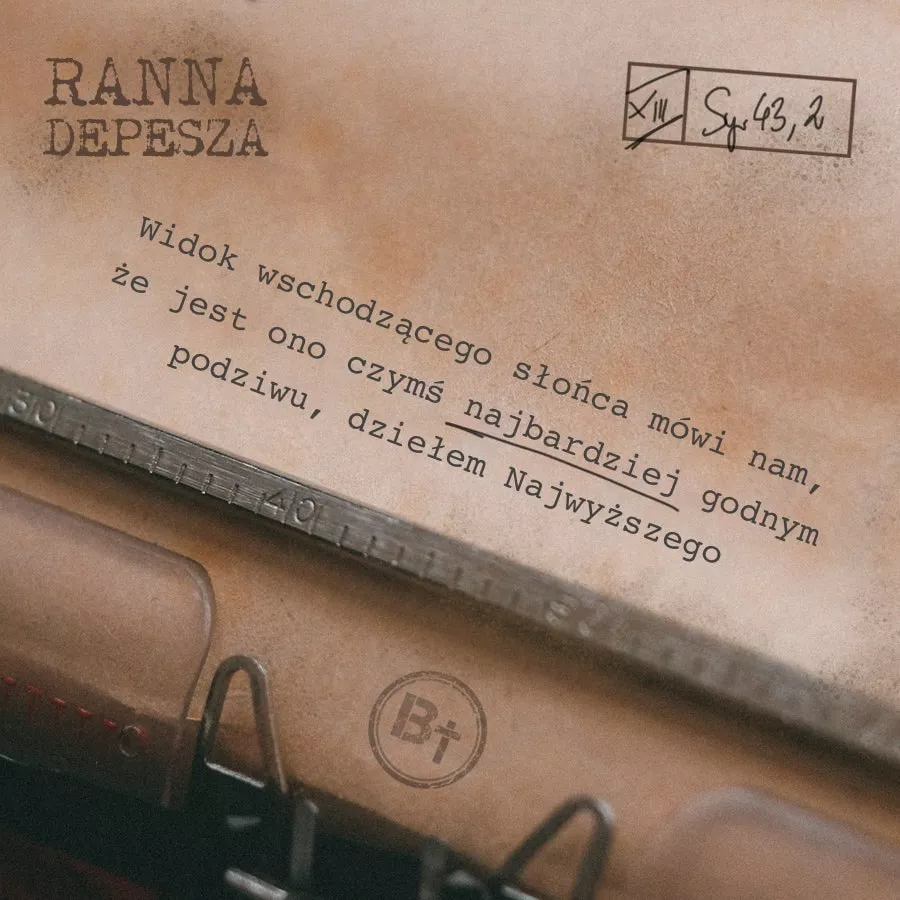 RANNA
DEPESZA
XIII Syr 43, 2
Widok wschodzącego słońca mówi nam,
że jest ono czymś najbardziej godnym
podziwu, dziełem Najwyższego
30
40
Bt